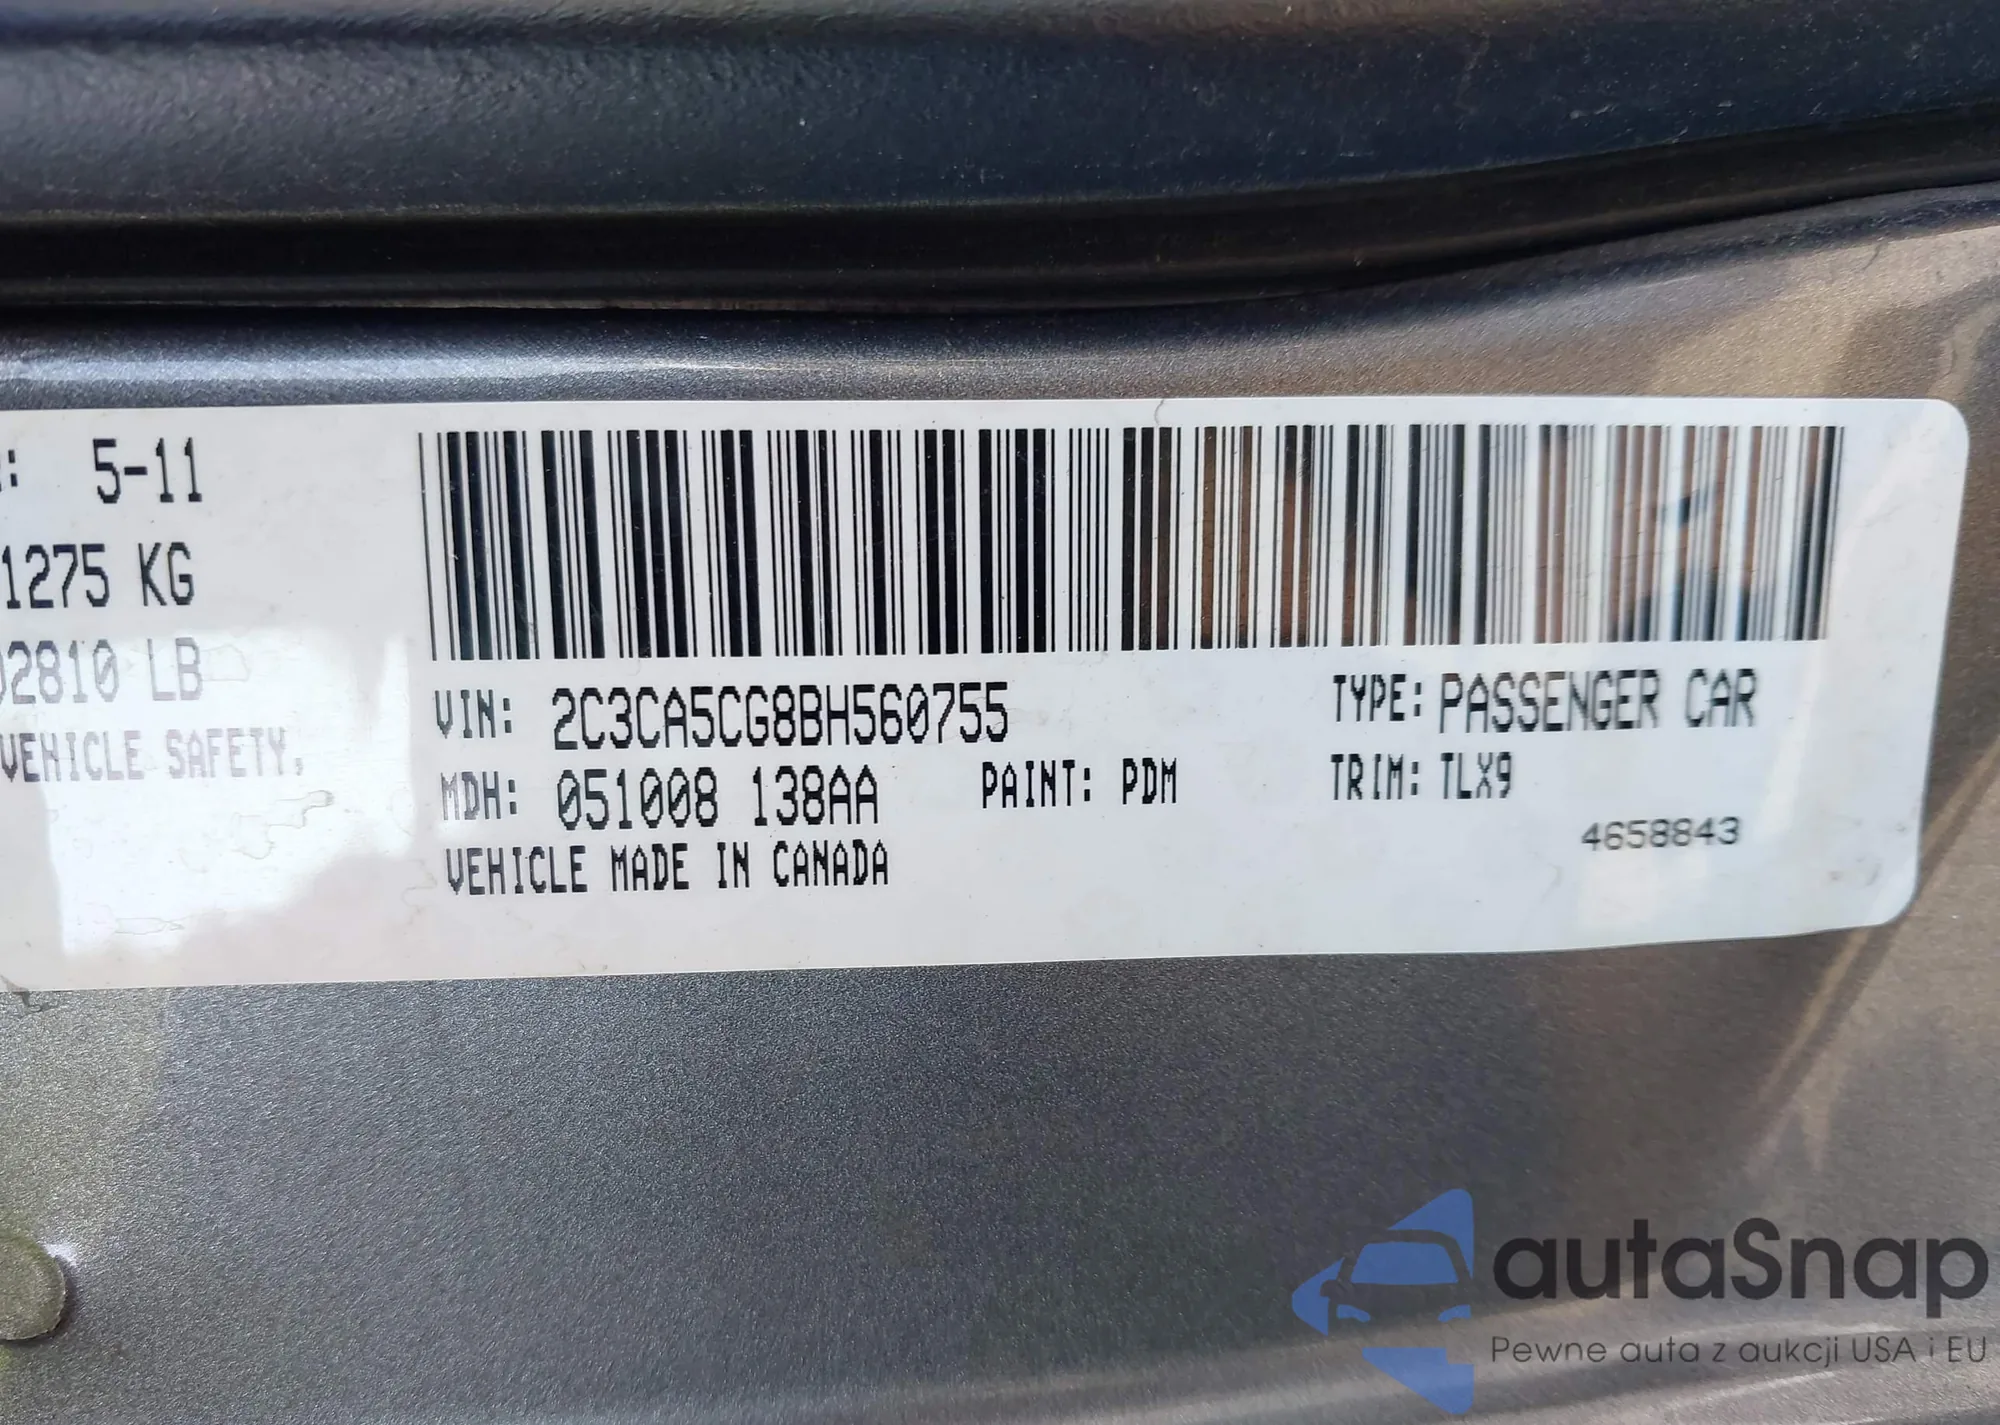 : 5-11
1275 KG
02810 LB
VEHICLE SAFETY,
VIN: 2C3CA5CG8BH560755
TYPE: PASSENGER CAR
MDH: 051008 138AA
PAINT: PDM
TRIM: TLX9
VEHICLE MADE IN CANADA
4658843
autaSnap
Pewne auta z aukcji USA i EU